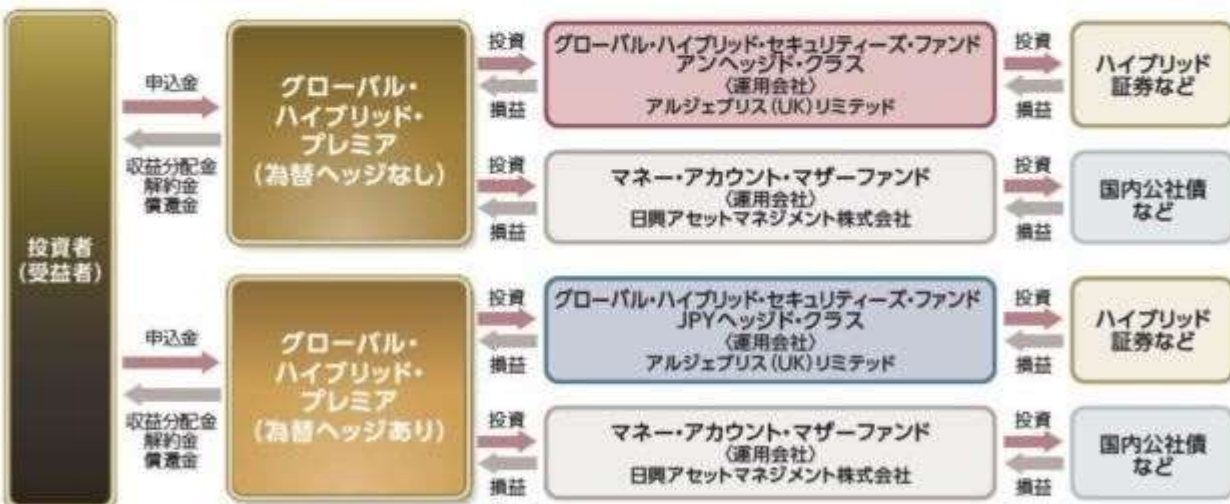 投資者
(受益者)
申込金
収益分配金
解約金
償還金
グローバル・
ハイブリッド・
プレミア
(為替ヘッジなし)
投資
損益
グローバル・ハイブリッド・セキュリティーズ・ファンド
アンヘッジド・クラス
〈運用会社〉
アルジェブリス(UK)リミテッド
投資
損益
ハイブリッド
証券など
投資
損益
マネー・アカウント・マザーファンド
〈運用会社〉
日興アセットマネジメント株式会社
投資
損益
国内公社債
など
申込金
収益分配金
解約金
償還金
グローバル・
ハイブリッド・
プレミア
(為替ヘッジあり)
投資
損益
グローバル・ハイブリッド・セキュリティーズ・ファンド
JPYヘッジド・クラス
〈運用会社〉
アルジェブリス(UK)リミテッド
投資
損益
ハイブリッド
証券など
投資
損益
マネー・アカウント・マザーファンド
〈運用会社〉
日興アセットマネジメント株式会社
投資
損益
国内公社債
など